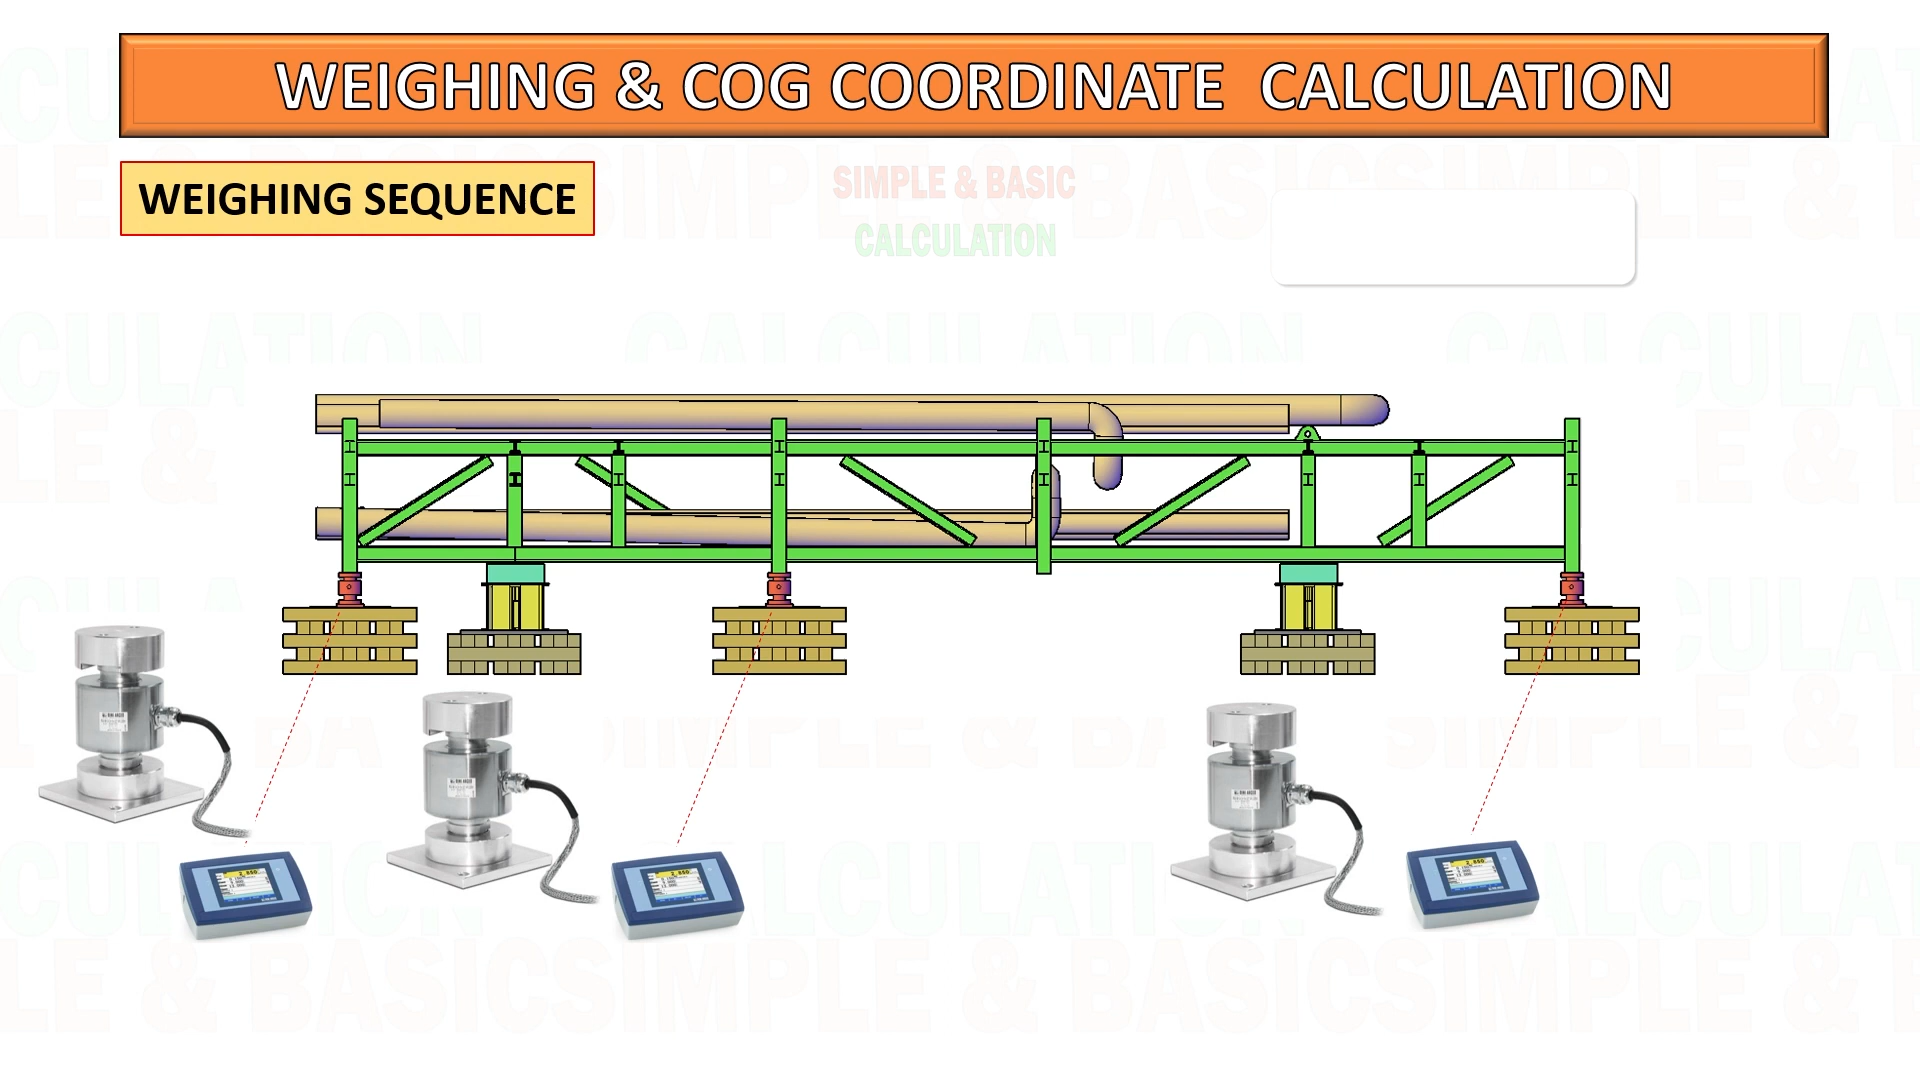 WEIGHING & COG COORDINATE CALCULATION
WEIGHING SEQUENCE
SIMPLE & BASIC
CALCULATION